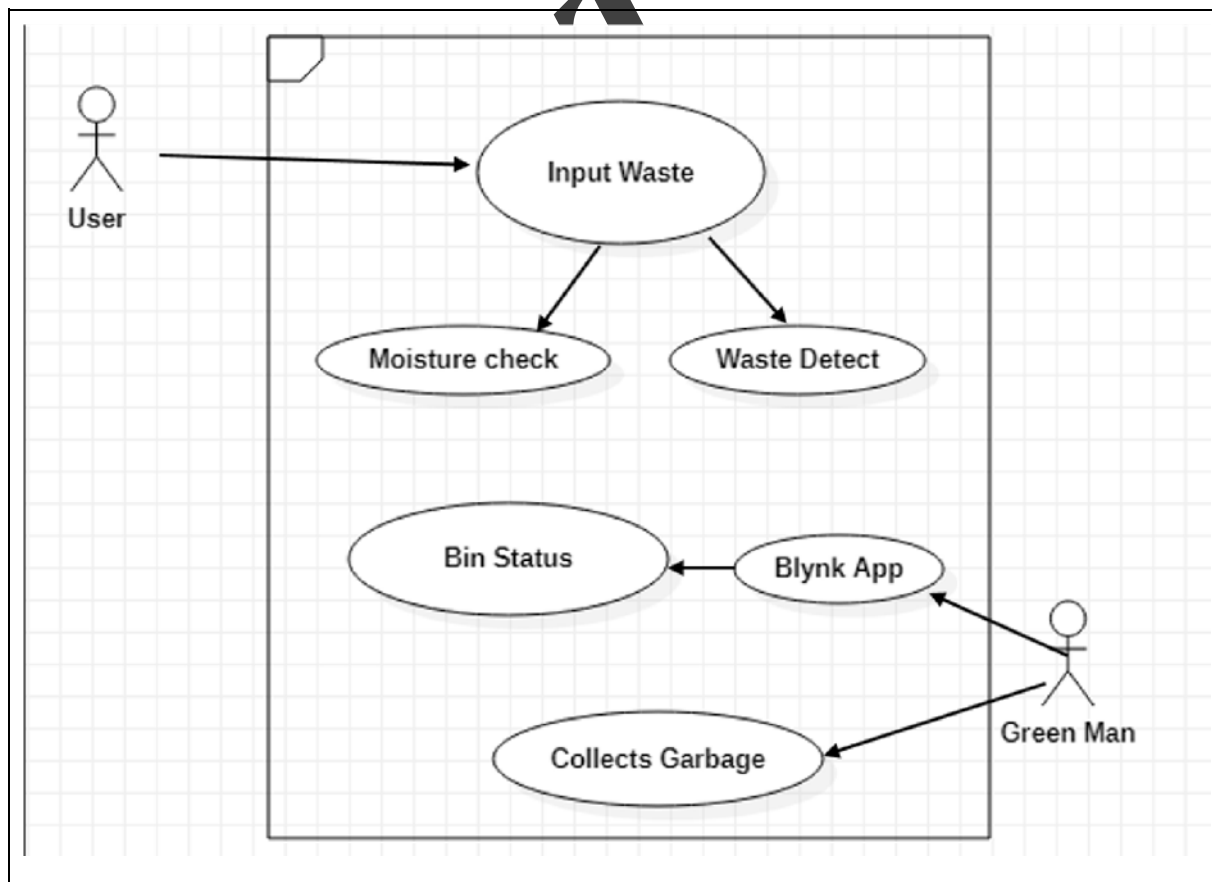 Input Waste
User
Moisture check
Waste Detect
Bin Status
Blynk App
Green Man
Collects Garbage